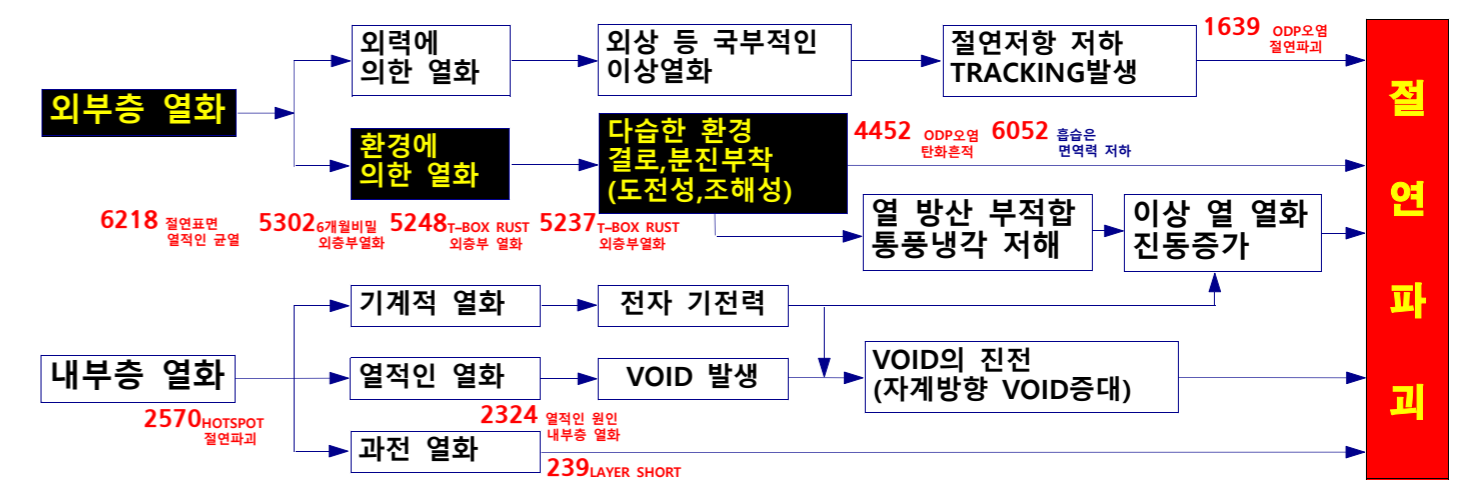 외부층 열화
외력에
의한 열화
외상 등 국부적인
이상열화
절연저항 저하
TRACKING발생
1639 ODP오염
절연파괴
환경에
의한 열화
다습한 환경
결로,분진부착
(도전성,조해성)
4452 ODP오염
탄화흔적
6052 흡습은
면역력 저하
6218 절연표면
열적인 균열
5302 6개월비밀
외층부열화
5248 T-BOX RUST
외층부 열화
5237 T-BOX RUST
외층부열화
열 방산 부적합
통풍냉각 저해
이상 열 열화
진동증가
내부층 열화
기계적 열화
전자 기전력
열적인 열화
VOID 발생
VOID의 진전
(자계방향 VOID증대)
2570 HOTSPOT
절연파괴
2324 열적인 원인
내부층 열화
과전 열화
239 LAYER SHORT
절
연
파
괴